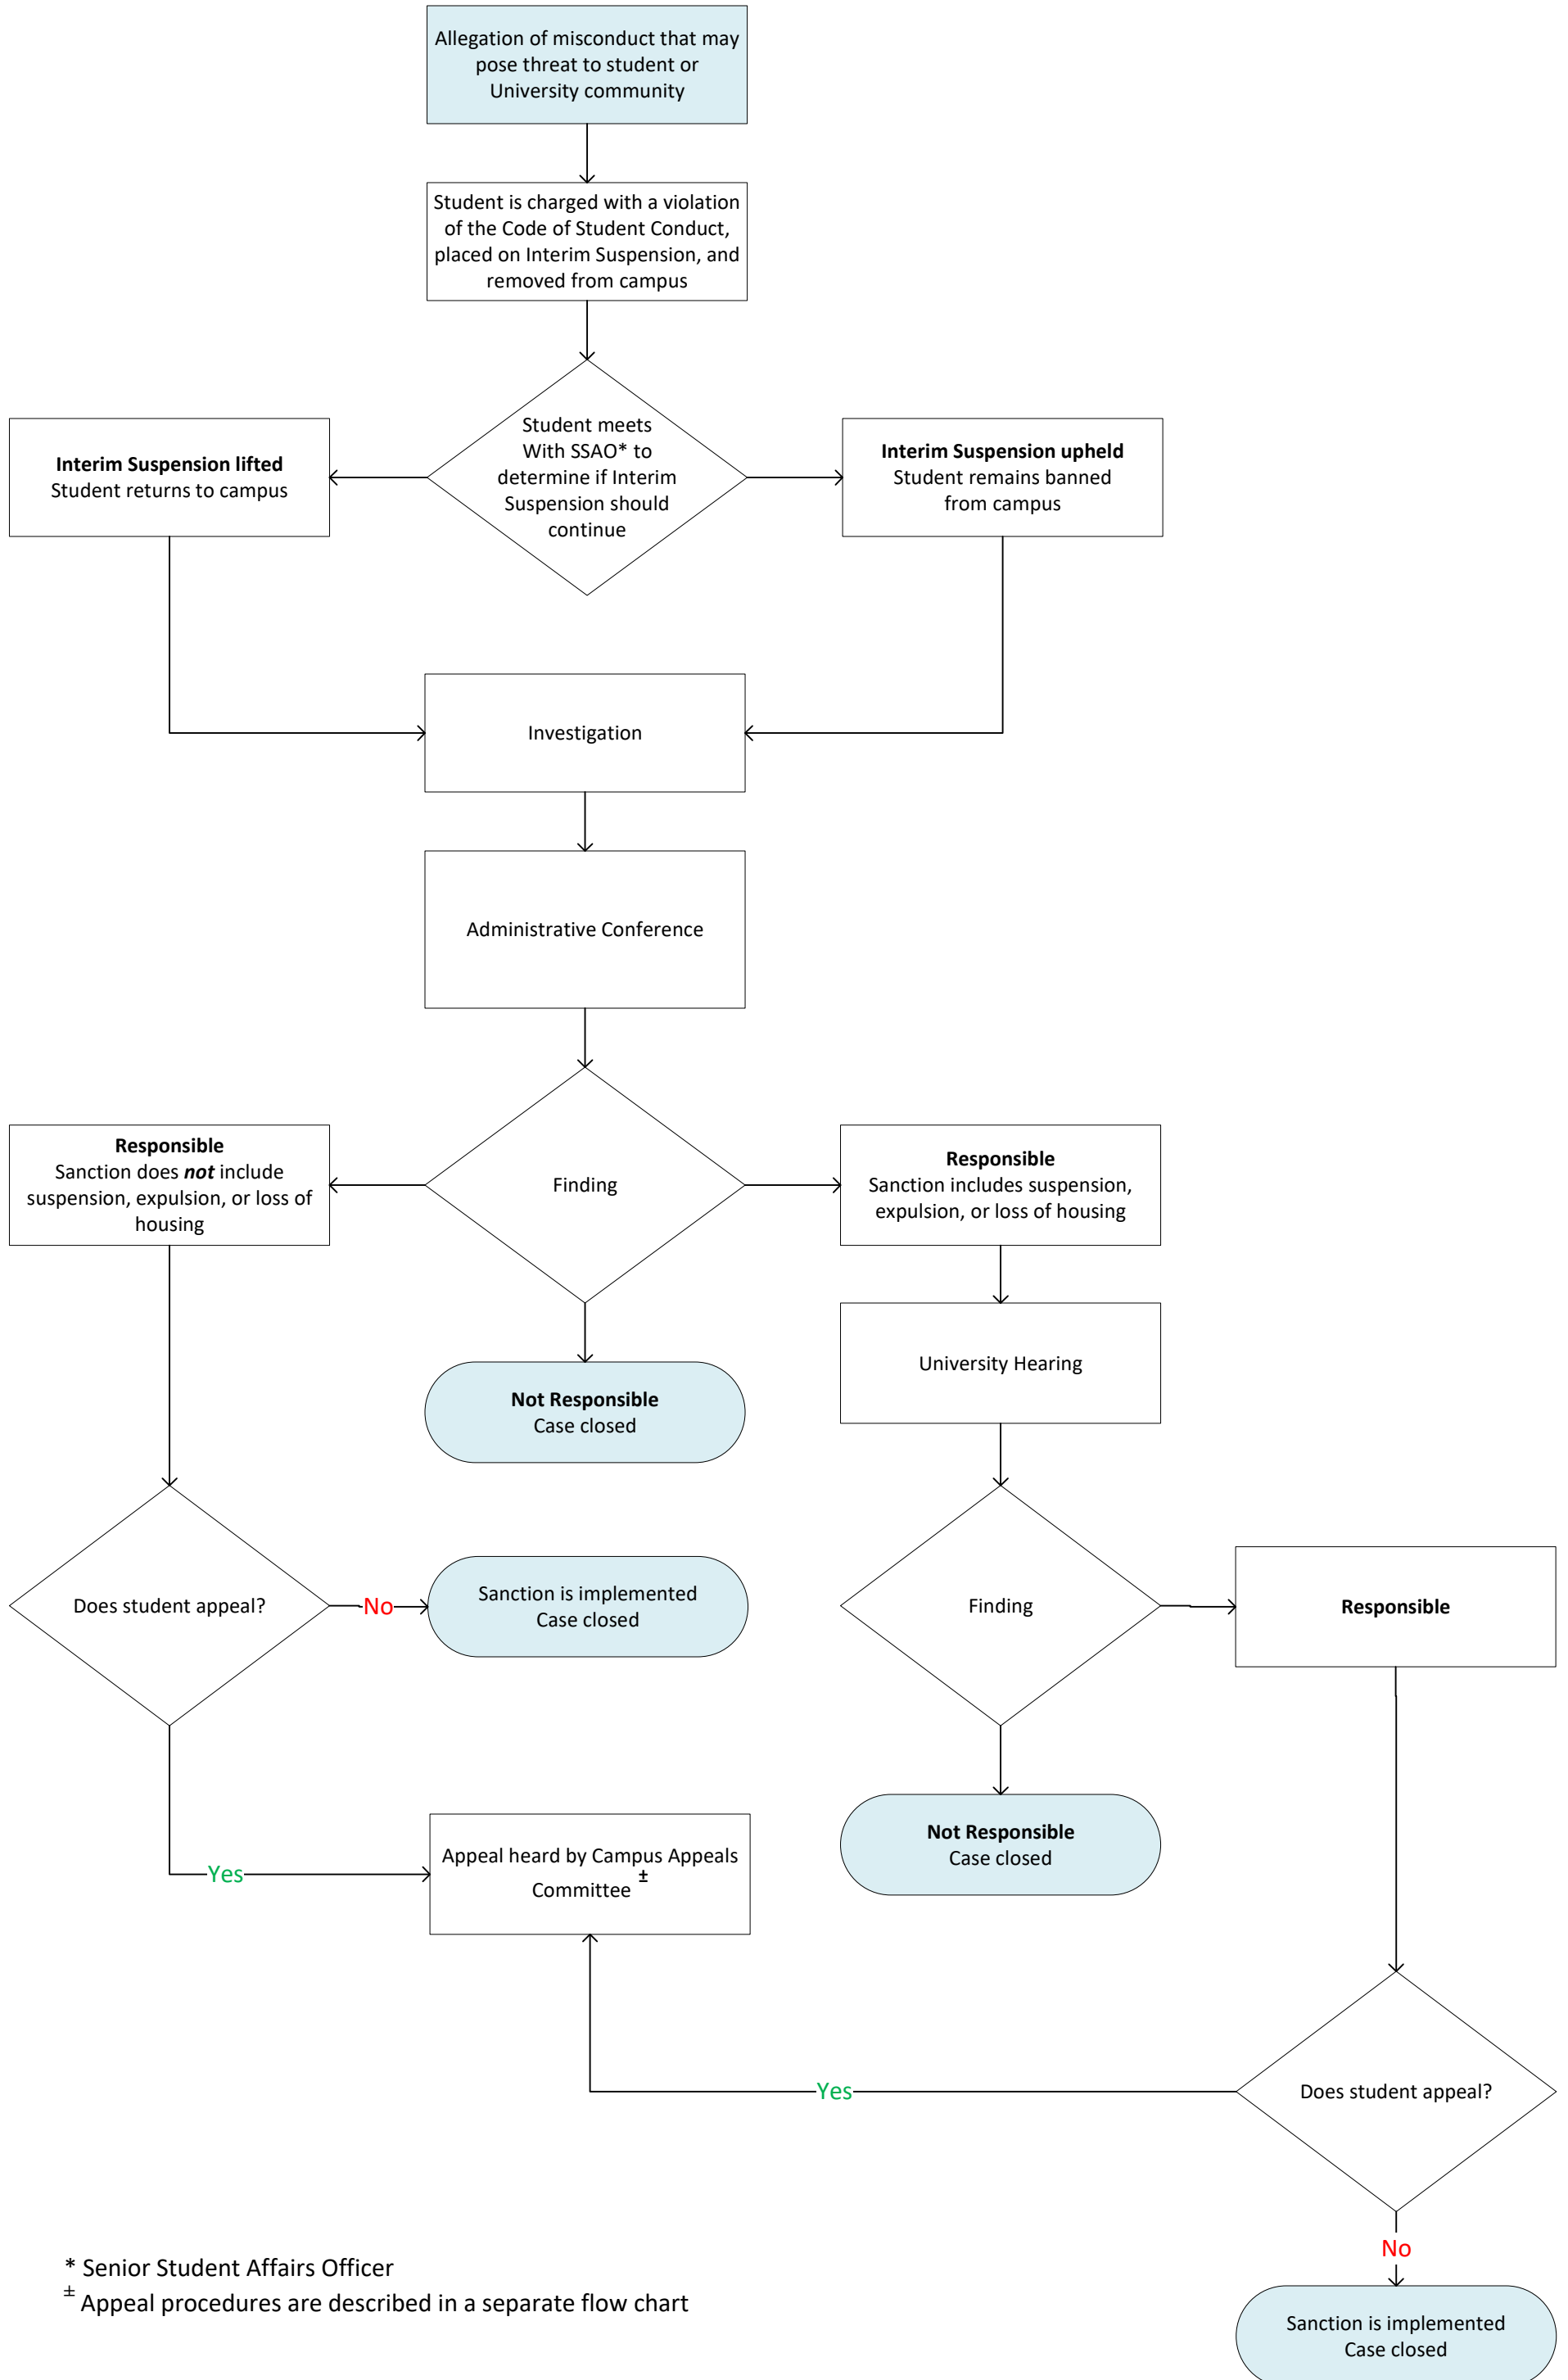 Allegation of misconduct that may
pose threat to student or
University community
Student is charged with a violation
of the Code of Student Conduct,
placed on Interim Suspension, and
removed from campus
Student meets
With SSAO* to
determine if Interim
Suspension should
continue
Interim Suspension lifted
Student returns to campus
Interim Suspension upheld
Student remains banned
from campus
Investigation
Administrative Conference
Finding
Responsible
Sanction does not include
suspension, expulsion, or loss of
housing
Responsible
Sanction includes suspension,
expulsion, or loss of housing
Not Responsible
Case closed
University Hearing
Does student appeal?
No
Sanction is implemented
Case closed
Finding
Responsible
Not Responsible
Case closed
Yes
Appeal heard by Campus Appeals
Committee ±
Yes
Does student appeal?
No
Sanction is implemented
Case closed
* Senior Student Affairs Officer
± Appeal procedures are described in a separate flow chart